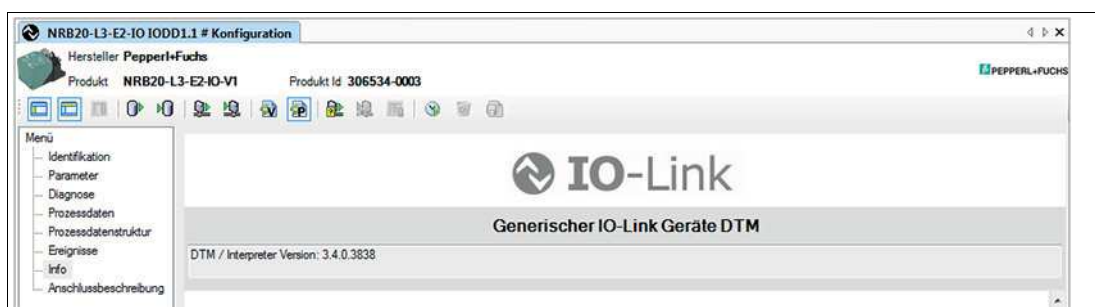 NRB20-L3-E2-IO IODD1.1 # Konfiguration
Hersteller Pepperl+Fuchs
Produkt NRB20-L3-E2-IO-V1 Produkt Id 306534-0003
PEPPERL+FUCHS
V P
Menü
Identifikation
Parameter
Diagnose
Prozessdaten
Prozessdatenstruktur
Ereignisse
Info
Anschlussbeschreibung
IO-Link
Generischer IO-Link Geräte DTM
DTM / Interpreter Version: 3.4.0.3838